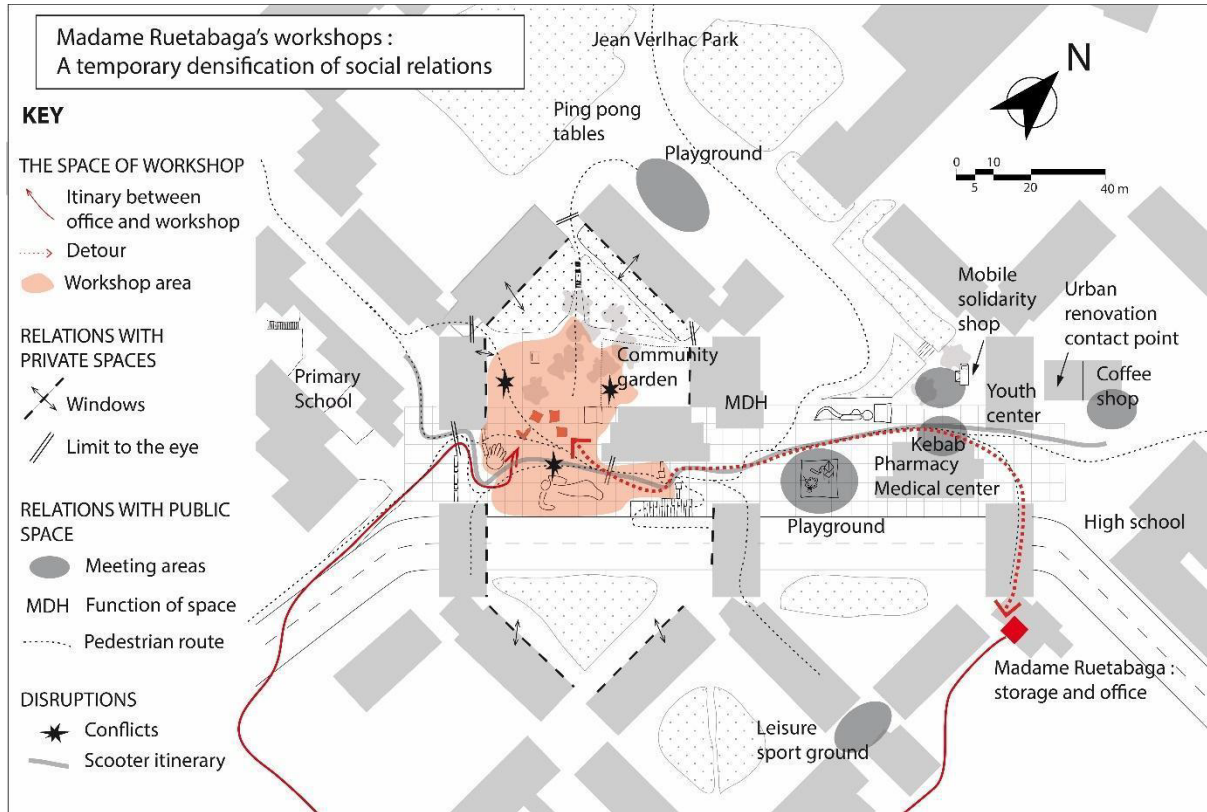 Madame Ruetabaga's workshops :
A temporary densification of social relations
KEY
THE SPACE OF WORKSHOP
Itinary between
office and workshop
Detour
Workshop area
RELATIONS WITH
PRIVATE SPACES
Windows
Limit to the eye
RELATIONS WITH PUBLIC
SPACE
Meeting areas
MDH Function of space
Pedestrian route
DISRUPTIONS
Conflicts
Scooter itinerary
Jean Verlhac Park
Ping pong
tables
Playground
N
0 10
5 20 40 m
Mobile
solidarity
shop
Urban
renovation
contact point
Coffee
shop
Youth
center
Primary
School
Community
garden
MDH
Kebab
Pharmacy
Medical center
Playground
High school
Madame Ruetabaga :
storage and office
Leisure
sport ground